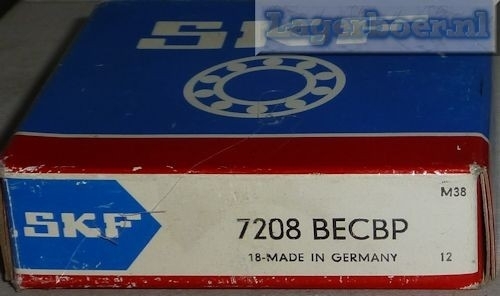 SKF
Lagerboer.nl
L
M38
SKF
7208 BECBP
18-MADE IN GERMANY
12